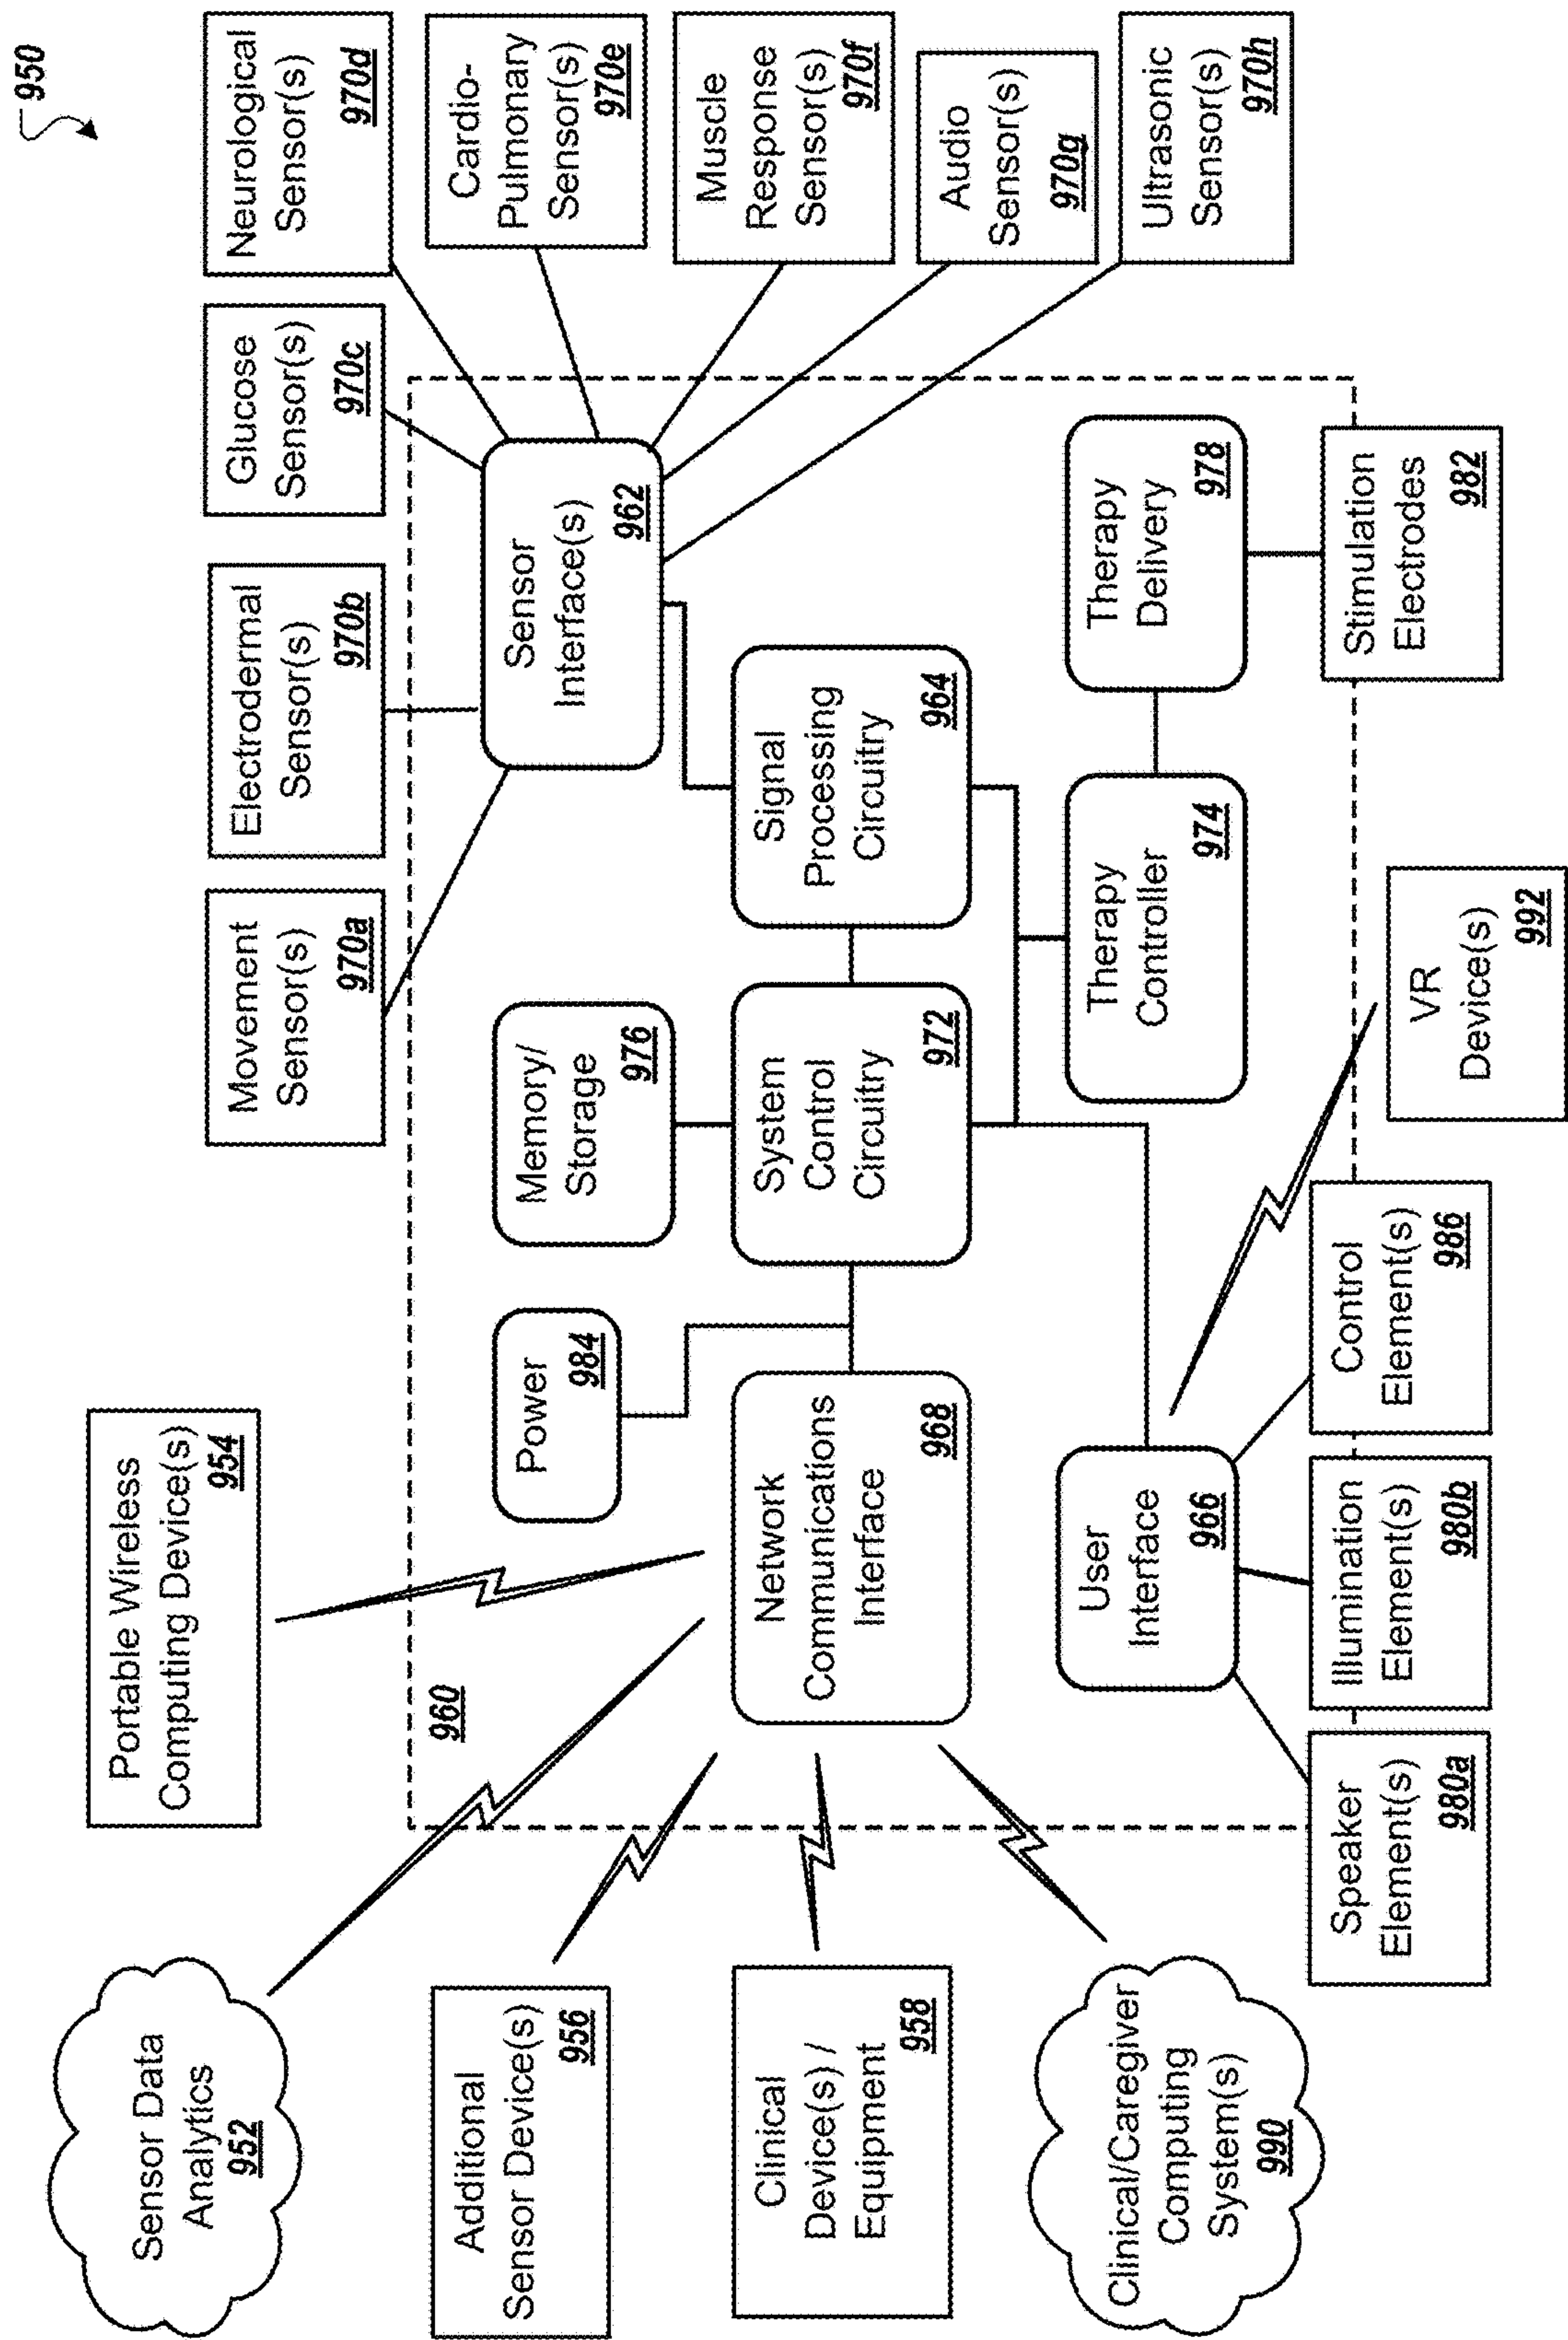 950
Sensor Data
Analytics
952
Portable Wireless
Computing Device(s)
954
Movement
Sensor(s)
970a
Electrodermal
Sensor(s)
970b
Glucose
Sensor(s)
970c
Neurological
Sensor(s)
970d
Cardio-
Pulmonary
Sensor(s)
970e
Muscle
Response
Sensor(s)
970f
Audio
Sensor(s)
970g
Ultrasonic
Sensor(s)
970h
960
Additional
Sensor Device(s)
956
Clinical
Device(s) /
Equipment
958
Clinical/Caregiver
Computing
System(s)
990
Power
984
Memory/
Storage
976
Sensor
Interface(s)
962
Network
Communications
Interface
968
System
Control
Circuitry
972
Signal
Processing
Circuitry
964
User
Interface
966
Therapy
Controller
974
Therapy
Delivery
978
Speaker
Element(s)
980a
Illumination
Element(s)
980b
Control
Element(s)
986
VR
Device(s)
992
Stimulation
Electrodes
982